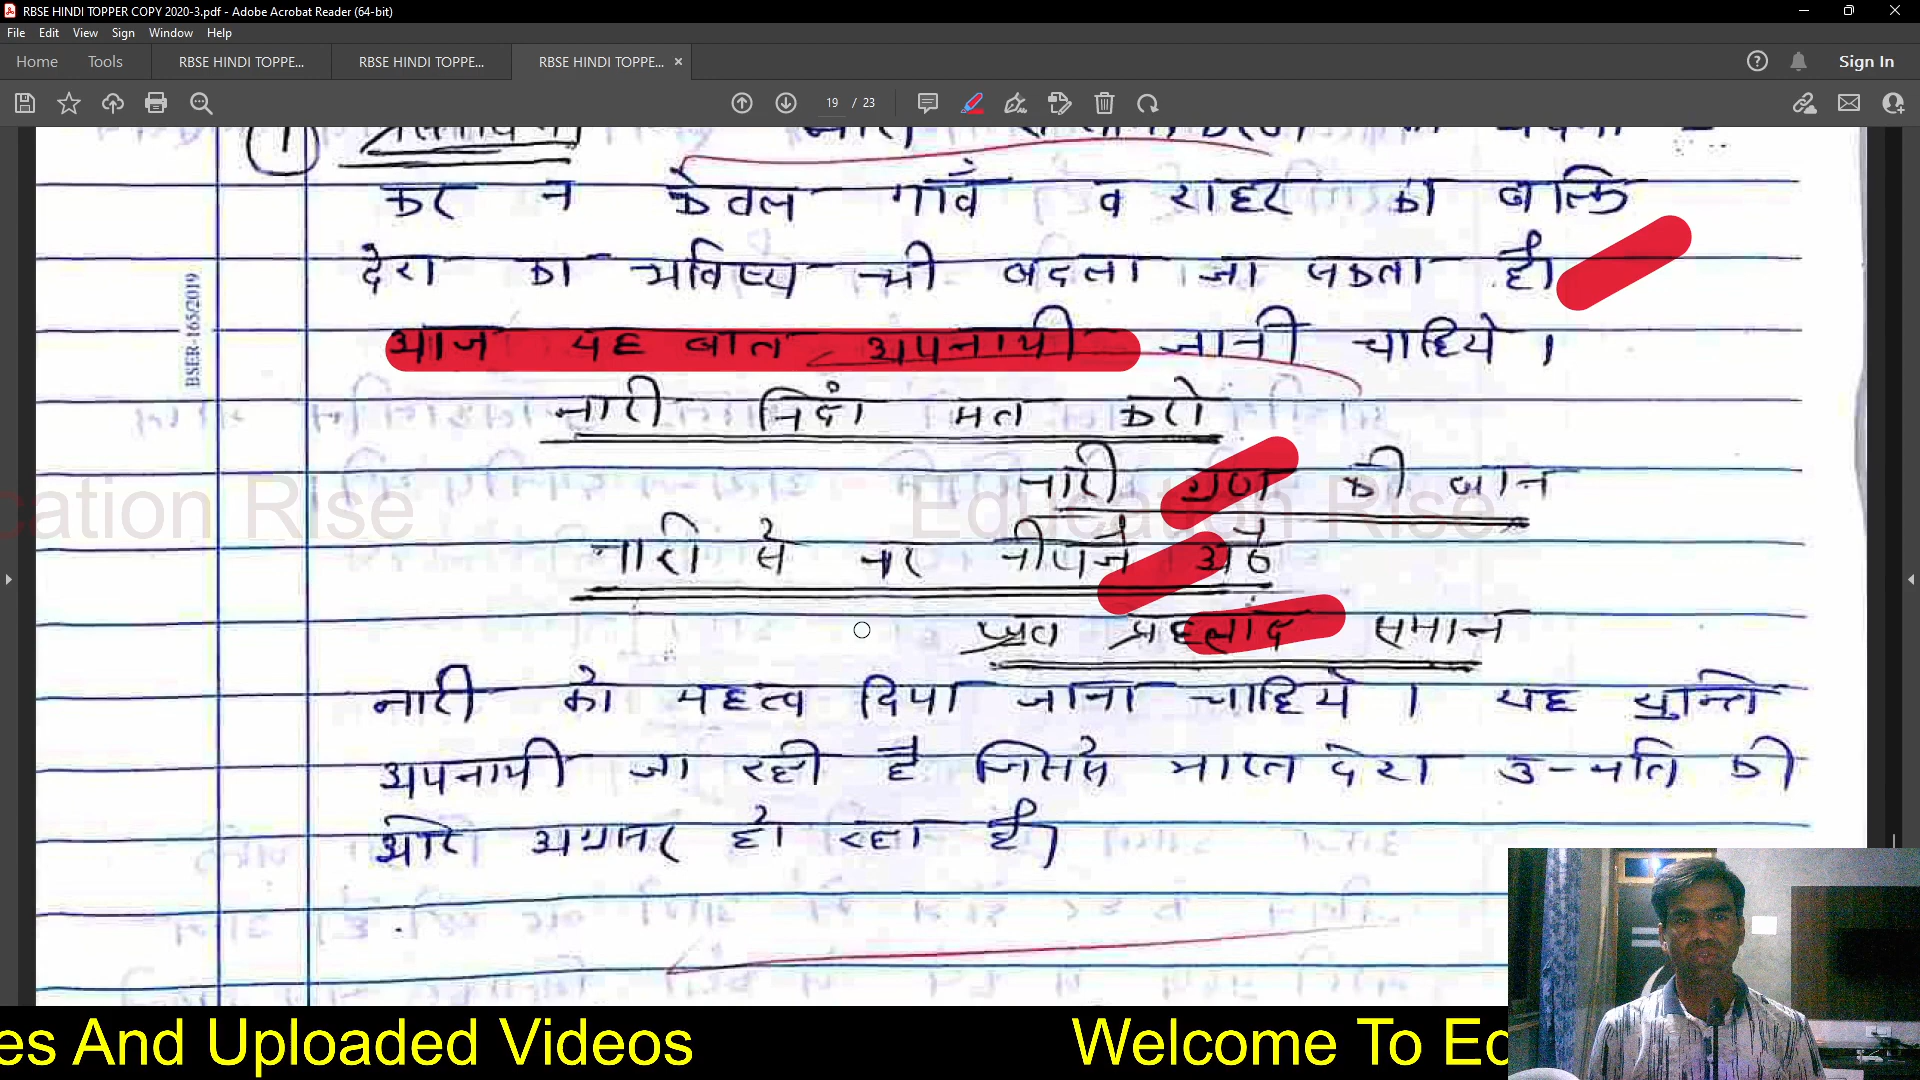 RBSE HINDI TOPPER COPY 2020-3.pdf - Adobe Acrobat Reader (64-bit)
File Edit View Sign Window Help
Home Tools RBSE HINDI TOPPE... RBSE HINDI TOPPE... RBSE HINDI TOPPE... × Sign In
19 / 23
1
कर न केवल गावँ व शहर का बल्कि
देश का भविष्य भी बदला जा सकता है।
BSER-165/2019
आज यह बात अपनायी जानी चाहिये ।
नारी निदां मत करो
नारी की खान
Education Rise
नारी से नर नीपजे
प्रहलांद समान
नारी को महत्व दिया जाना चाहिये । यह
अपनायी जा रही है जिससे भारत देश उन्नति की
ओर अग्रसर हो रहा है।
es And Uploaded Videos Welcome To Ed